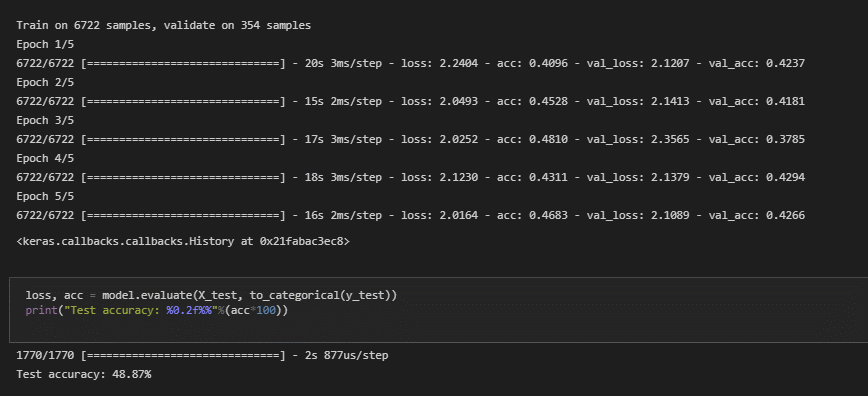 Train on 6722 samples, validate on 354 samples
Epoch 1/5
6722/6722 [==============================] - 20s 3ms/step - loss: 2.2404 - acc: 0.4096 - val_loss: 2.1207 - val_acc: 0.4237
Epoch 2/5
6722/6722 [==============================] - 15s 2ms/step - loss: 2.0493 - acc: 0.4528 - val_loss: 2.1413 - val_acc: 0.4181
Epoch 3/5
6722/6722 [==============================] - 17s 3ms/step - loss: 2.0252 - acc: 0.4810 - val_loss: 2.3565 - val_acc: 0.3785
Epoch 4/5
6722/6722 [==============================] - 18s 3ms/step - loss: 2.1230 - acc: 0.4311 - val_loss: 2.1379 - val_acc: 0.4294
Epoch 5/5
6722/6722 [==============================] - 16s 2ms/step - loss: 2.0164 - acc: 0.4683 - val_loss: 2.1089 - val_acc: 0.4266
<keras.callbacks.callbacks.History at 0x21fabac3ec8>
loss, acc = model.evaluate(X_test, to_categorical(y_test))
print("Test accuracy: %0.2f%%"%(acc*100))
1770/1770 [==============================] - 2s 877us/step
Test accuracy: 48.87%